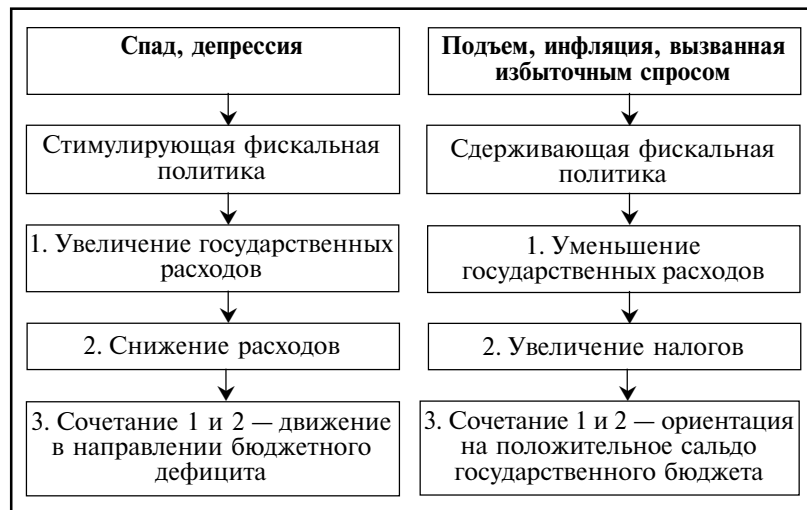 Спад, депрессия
Стимулирующая фискальная
политика
1. Увеличение государственных
расходов
2. Снижение расходов
3. Сочетание 1 и 2 — движение
в направлении бюджетного
дефицита
Подъем, инфляция, вызванная
избыточным спросом
Сдерживающая фискальная
политика
1. Уменьшение
государственных расходов
2. Увеличение налогов
3. Сочетание 1 и 2 — ориентация
на положительное сальдо
государственного бюджета